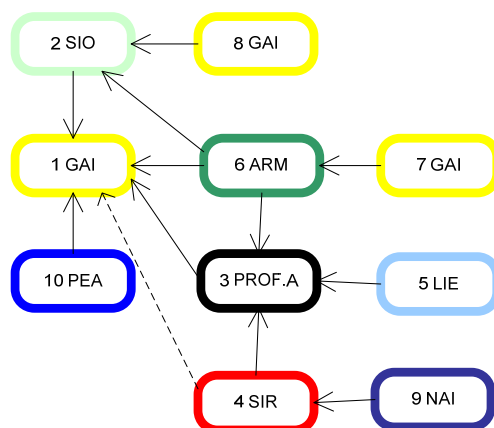 2 SIO
8 GAI
1 GAI
6 ARM
7 GAI
10 PEA
3 PROF.A
5 LIE
4 SIR
9 NAI